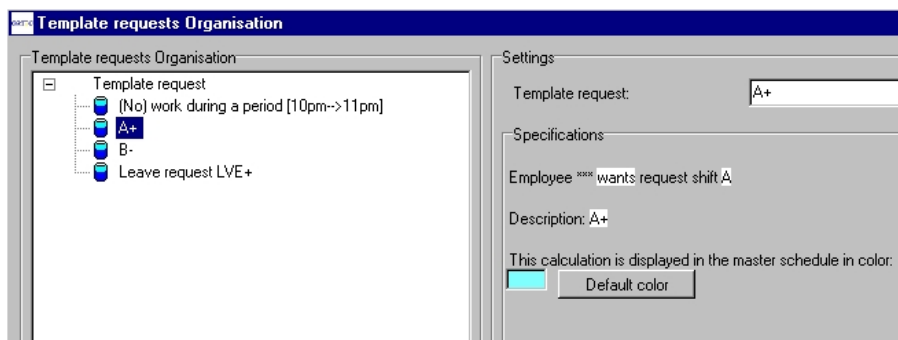 Template requests Organisation
Template requests Organisation
Template request
(No) work during a period [10pm-->11pm]
A+
B-
Leave request LVE+
Settings
Template request: A+
Specifications
Employee *** wants request shift A
Description: A+
This calculation is displayed in the master schedule in color:
Default color